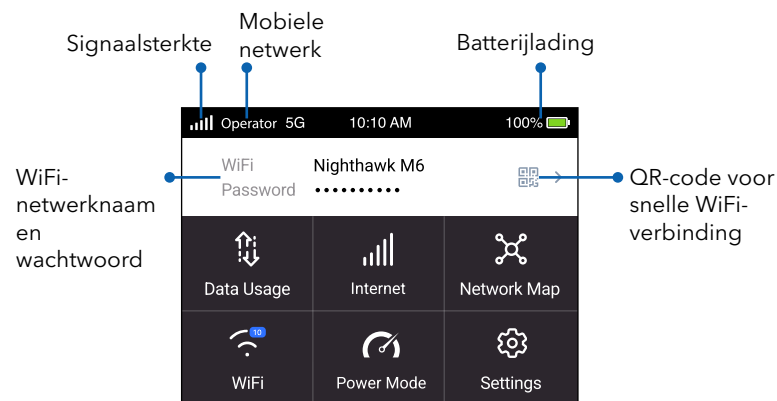 Mobiele
netwerk
Signaalsterkte
Batterijlading
Operator 5G 10:10 AM 100%
WiFi Nighthawk M6
Password ••••••••••
WiFi-
netwerknaam
en
wachtwoord
QR-code voor
snelle WiFi-
verbinding
Data Usage Internet Network Map
10
WiFi Power Mode Settings